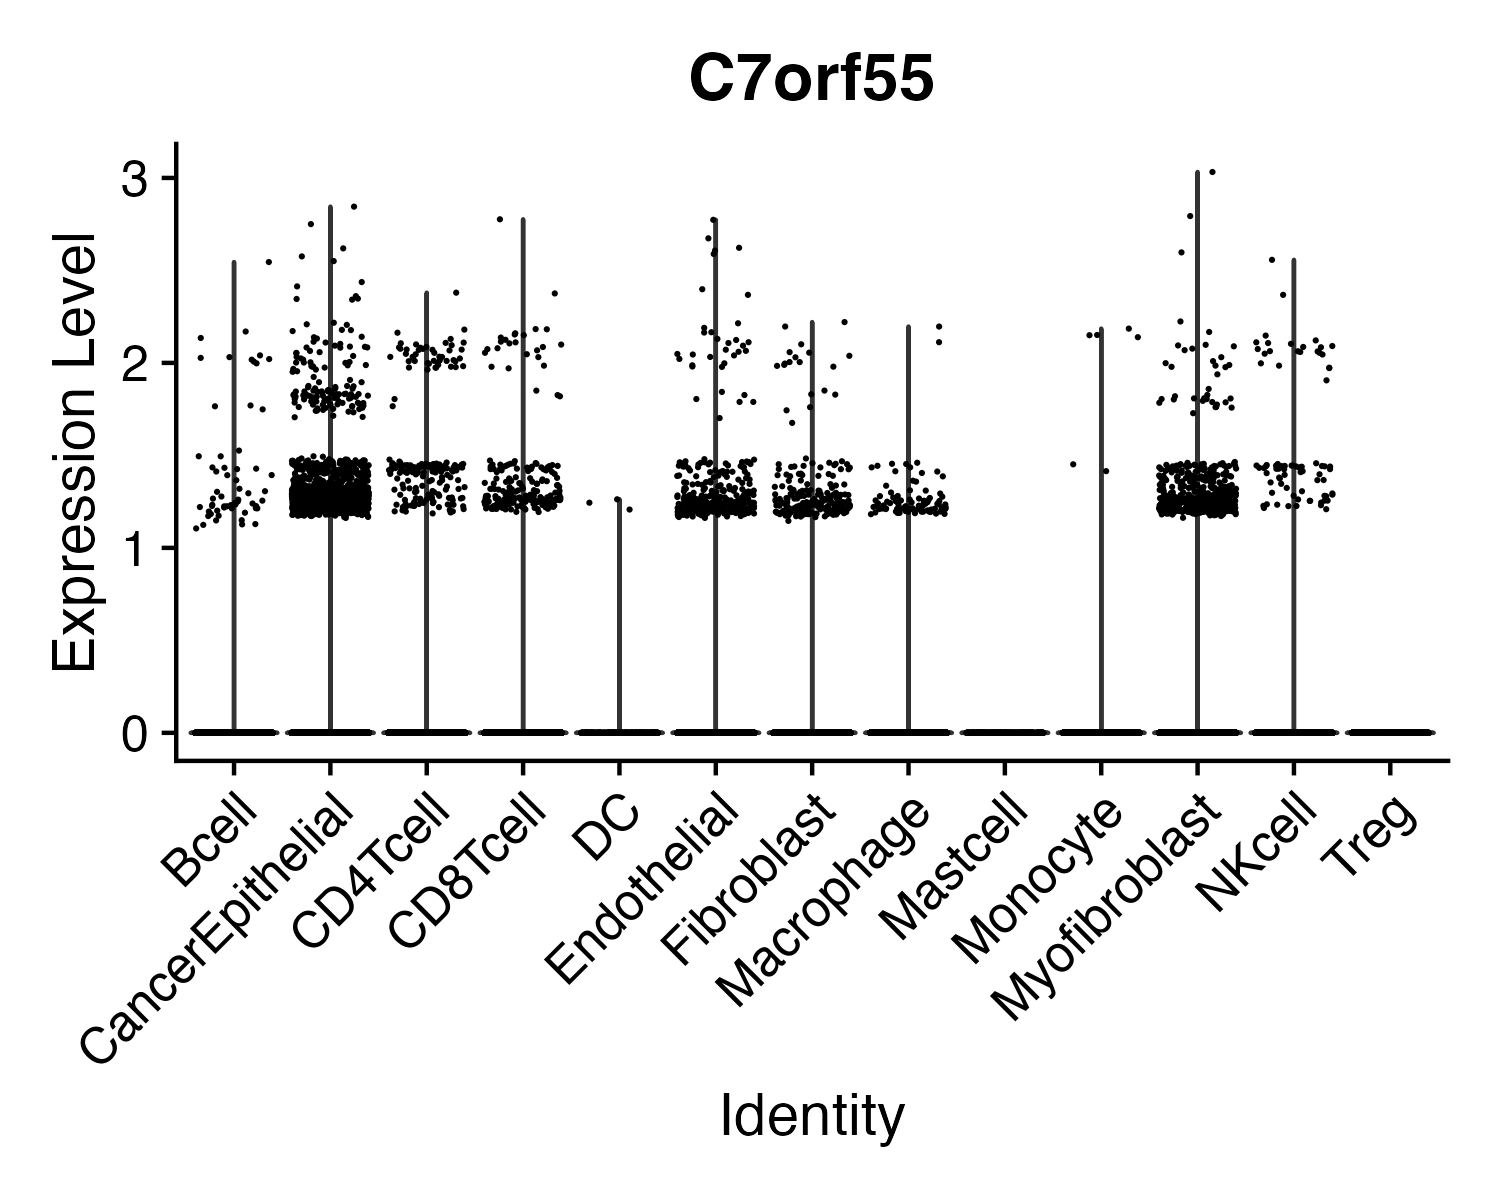 C7orf55
Expression Level
3
2
1
0
Bcell
CancerEpithelial
CD4Tcell
CD8Tcell
DC
Endothelial
Fibroblast
Macrophage
Mastcell
Monocyte
Myofibroblast
NKcell
Treg
Identity